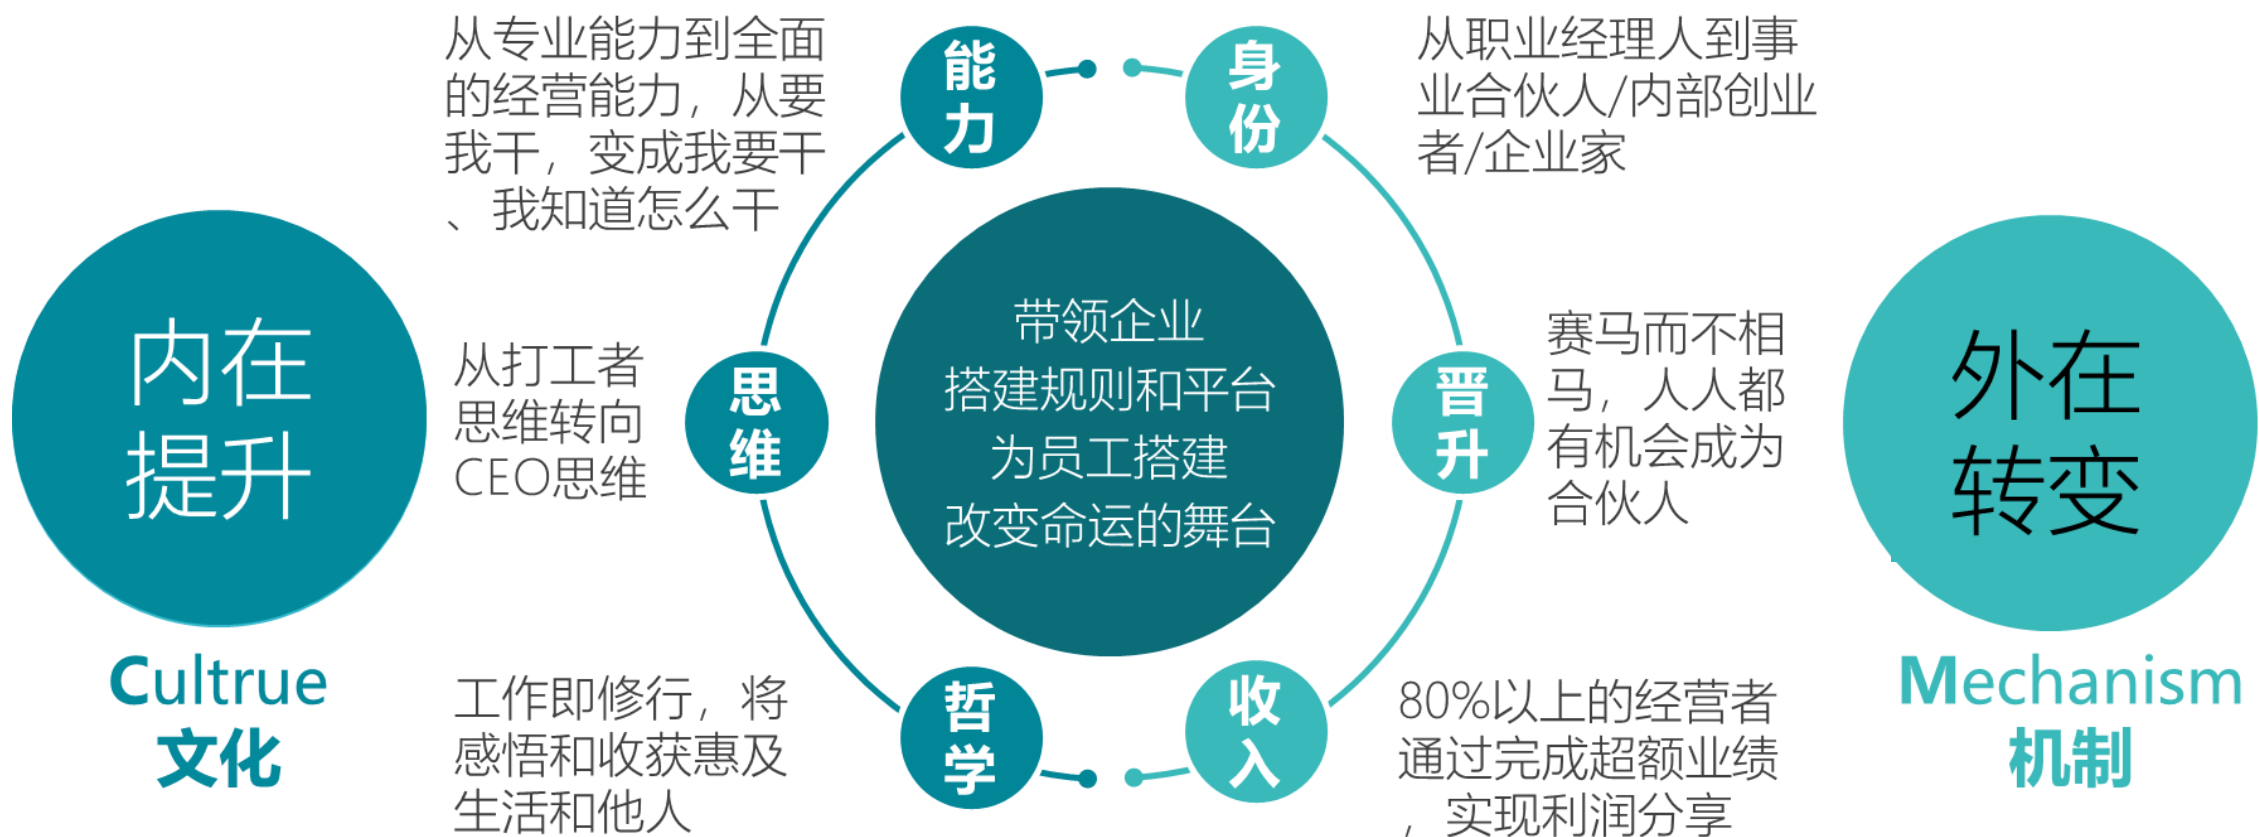 从专业能力到全面
的经营能力，从要
我干，变成我要干
、我知道怎么干
能
力
身
份
从职业经理人到事
业合伙人/内部创业
者/企业家
内在
提升
Cultrue
文化
从打工者
思维转向
CEO思维
思
维
带领企业
搭建规则和平台
为员工搭建
改变命运的舞台
晋
升
赛马而不相
马，人人都
有机会成为
合伙人
外在
转变
Mechanism
机制
工作即修行，将
感悟和收获惠及
生活和他人
哲
学
收
入
80%以上的经营者
通过完成超额业绩
，实现利润分享